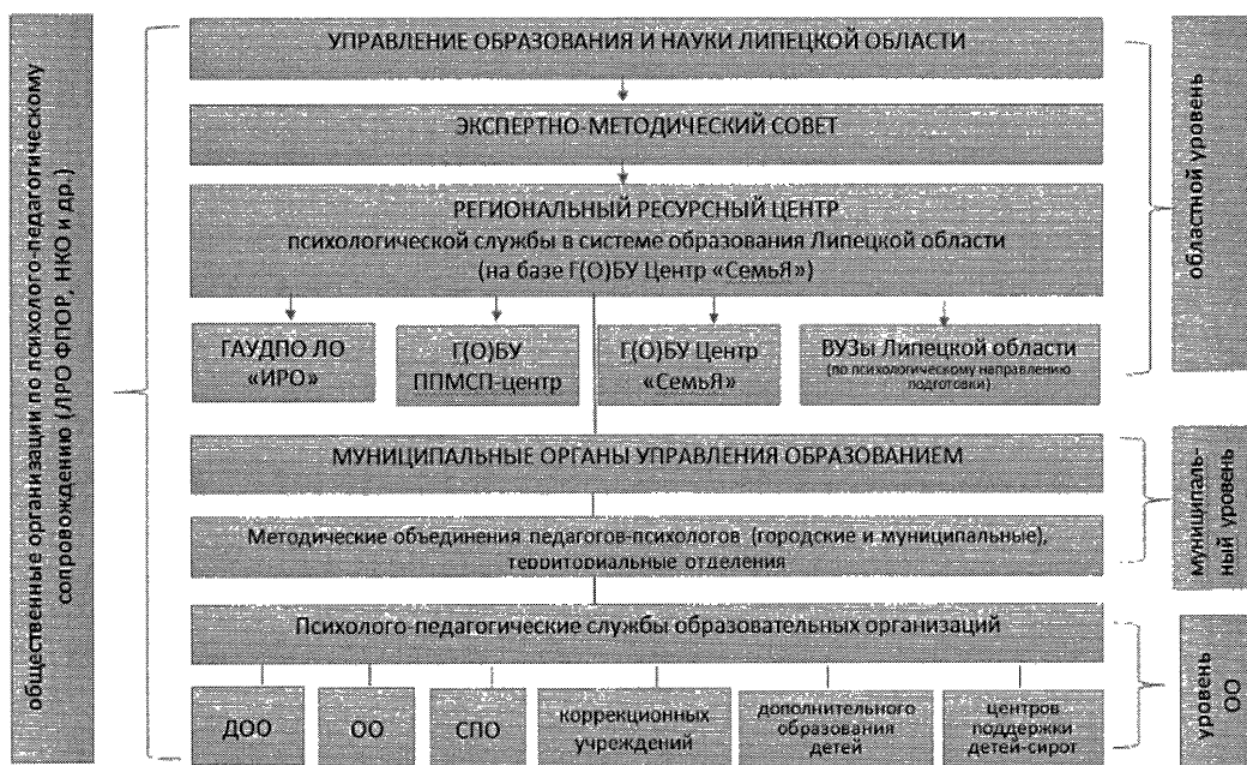 общественные организации по психолого-педагогическому
сопровождению (ЛРО ФПОР, НКО и др.)
УПРАВЛЕНИЕ ОБРАЗОВАНИЯ И НАУКИ ЛИПЕЦКОЙ ОБЛАСТИ
ЭКСПЕРТНО-МЕТОДИЧЕСКИЙ СОВЕТ
РЕГИОНАЛЬНЫЙ РЕСУРСНЫЙ ЦЕНТР
психологической службы в системе образования Липецкой области
(на базе Г(О)БУ Центр «СемьЯ»)
ГАУДПО ЛО
«ИРО»
Г(О)БУ
ППМСП-центр
Г(О)БУ Центр
«СемьЯ»
ВУЗы Липецкой области
(по психологическому направлению
подготовки)
областной уровень
МУНИЦИПАЛЬНЫЕ ОРГАНЫ УПРАВЛЕНИЯ ОБРАЗОВАНИЕМ
Методические объединения педагогов-психологов (городские и муниципальные),
территориальные отделения
муниципаль-
ный уровень
Психолого-педагогические службы образовательных организаций
ДОО
ОО
СПО
коррекционных
учреждений
дополнительного
образования
детей
центров
поддержки
детей-сирот
уровень
ОО